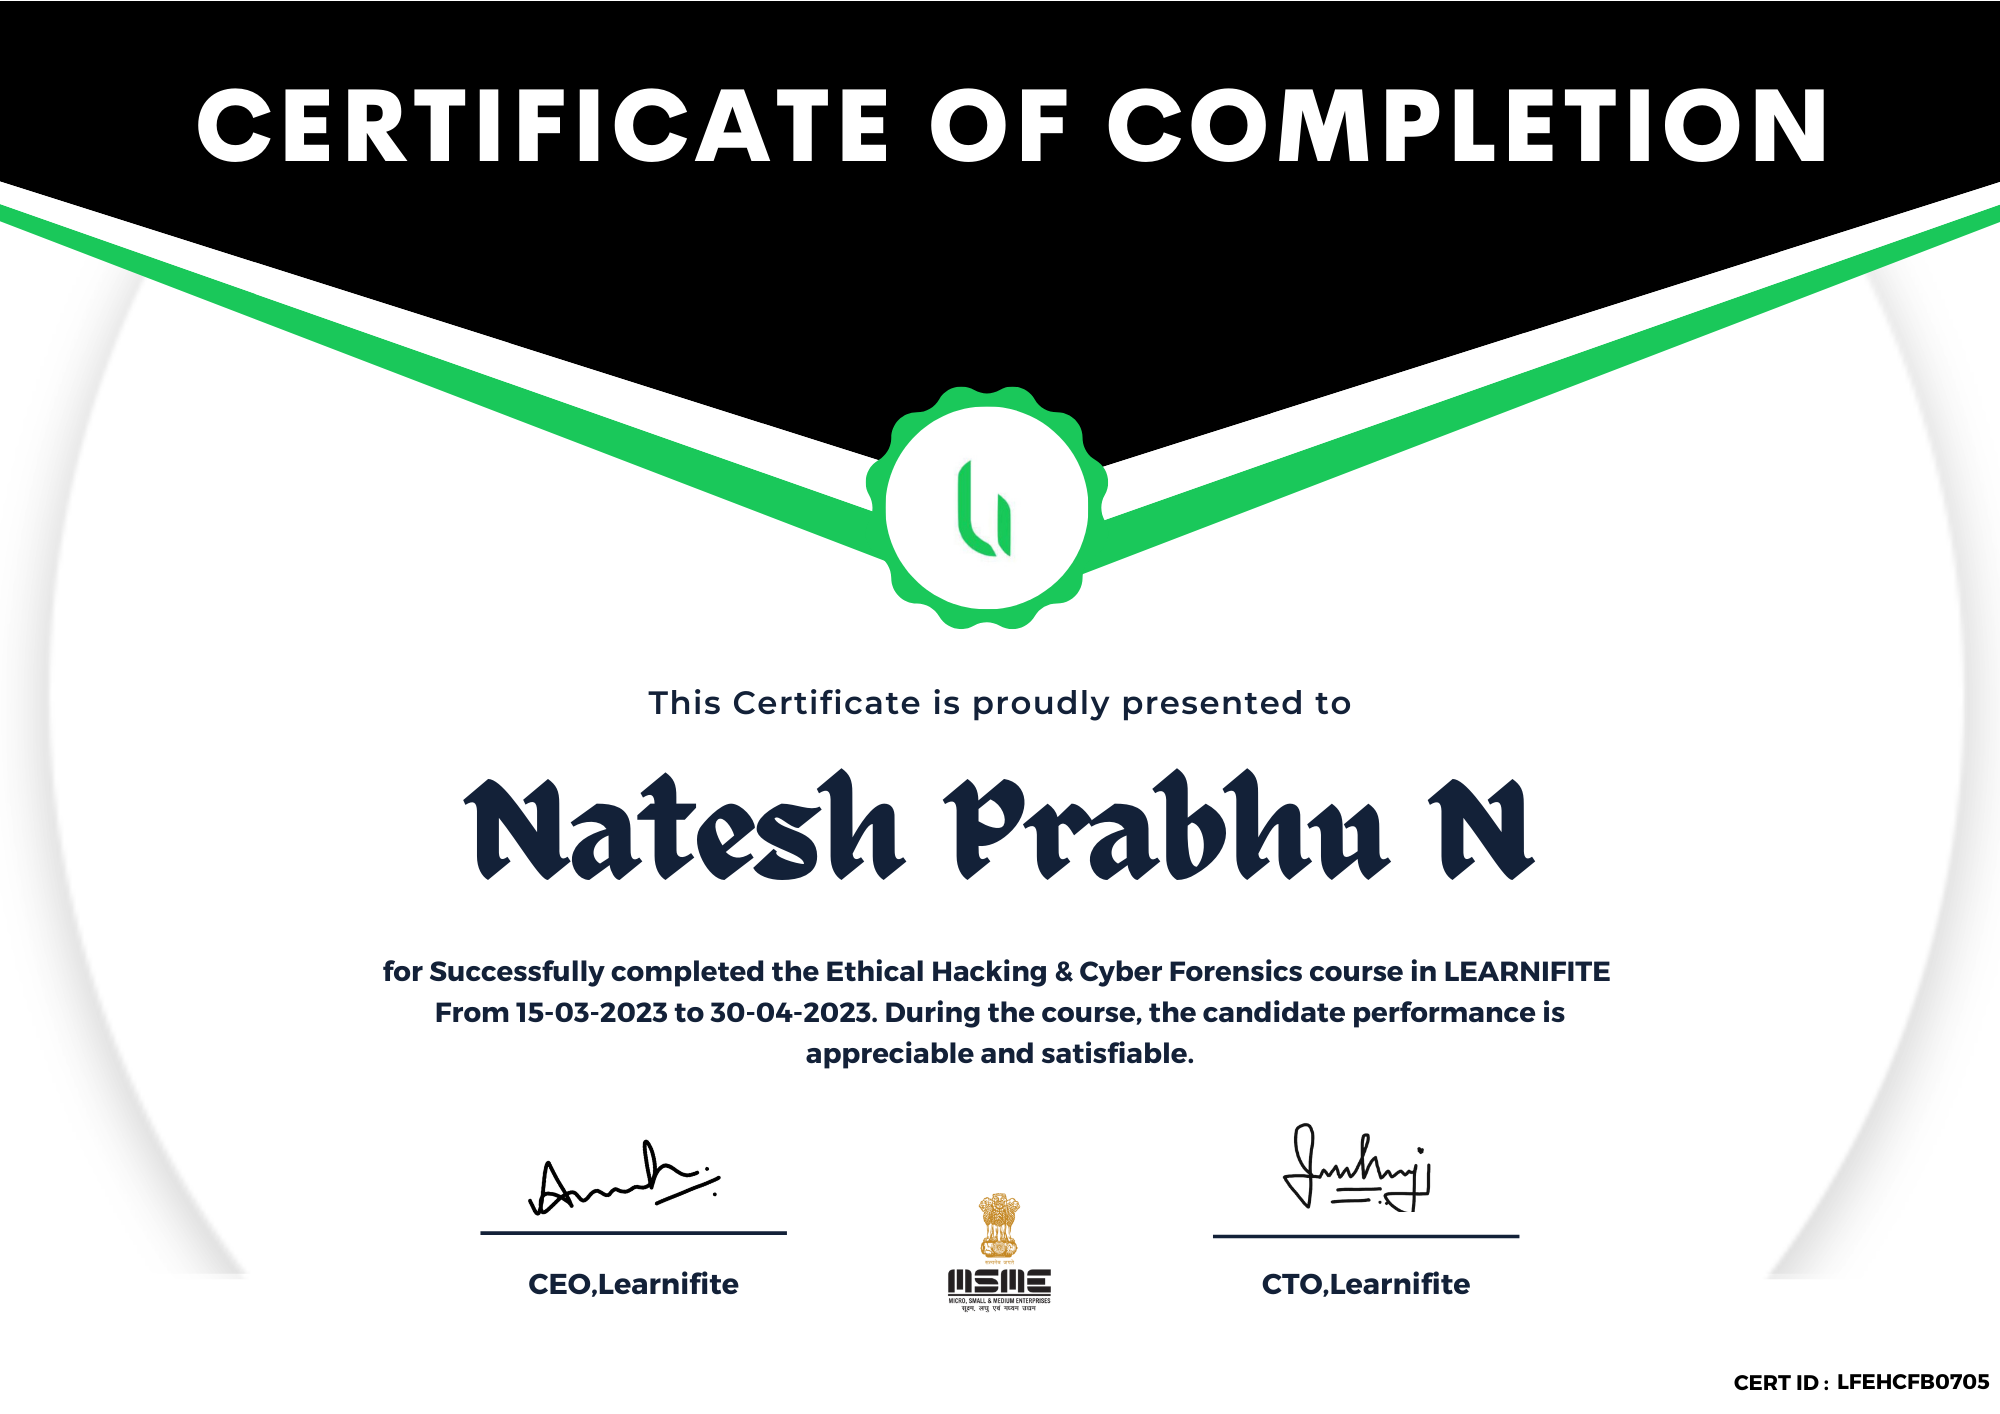 CERTIFICATE OF COMPLETION
This Certificate is proudly presented to
Natesh Prabhu N
for Successfully completed the Ethical Hacking & Cyber Forensics course in LEARNIFITE
From 15-03-2023 to 30-04-2023. During the course, the candidate performance is
appreciable and satisfiable.
CEO,Learnifite
सत्यमेव जयते
MSME
MICRO, SMALL & MEDIUM ENTERPRISES
सूक्ष्म, लघु एवं मध्यम उद्यम
CTO,Learnifite
CERT ID : LFEHCFB0705